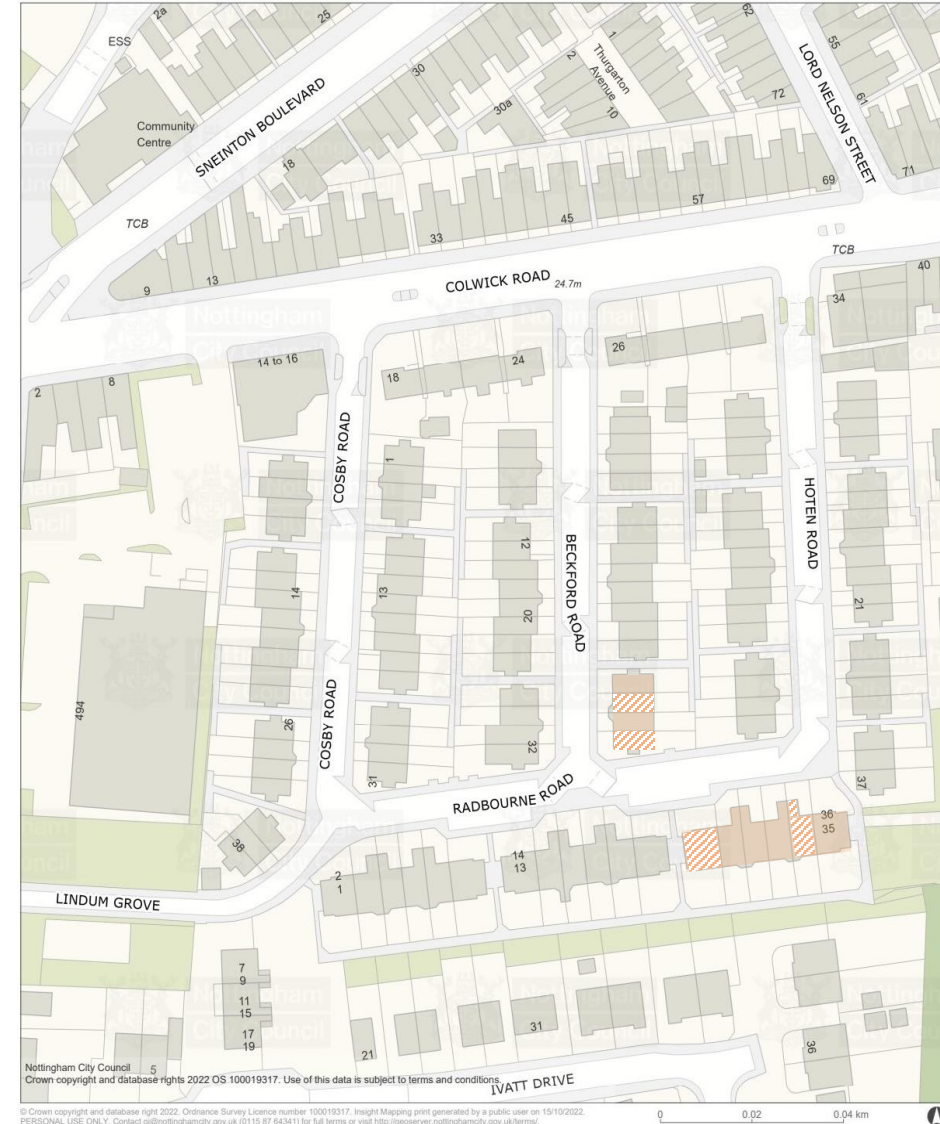 2a
25
ESS
62
55
1
2
Thurgarton
Avenue
10
30
30a
72
61
LORD NELSON STREET
Community
Centre
SNEINTON BOULEVARD
18
71
69
57
45
33
TCB
TCB
13
9
COLWICK ROAD
24.7m
40
34
Nottingham
City Council
14 to 16
18
24
26
2
8
COSBY ROAD
1
HOTEN ROAD
12
BECKFORD ROAD
14
13
20
21
494
COSBY ROAD
26
31
32
37
RADBOURNE ROAD
38
36
35
14
13
2
1
LINDUM GROVE
7
9
11
15
17
19
Nottingham
City Council
31
21
36
5
Nottingham City Council
Crown copyright and database rights 2022 OS 100019317. Use of this data is subject to terms and conditions.
IVATT DRIVE
© Crown copyright and database right 2022. Ordnance Survey Licence number 100019317. Insight Mapping print generated by a public user on 15/10/2022.
PERSONAL USE ONLY. Contact gi@nottinghamcity.gov.uk (0115 87 64341) for full terms or visit http://geoserver.nottinghamcity.gov.uk/terms/.
0
0.02
0.04 km